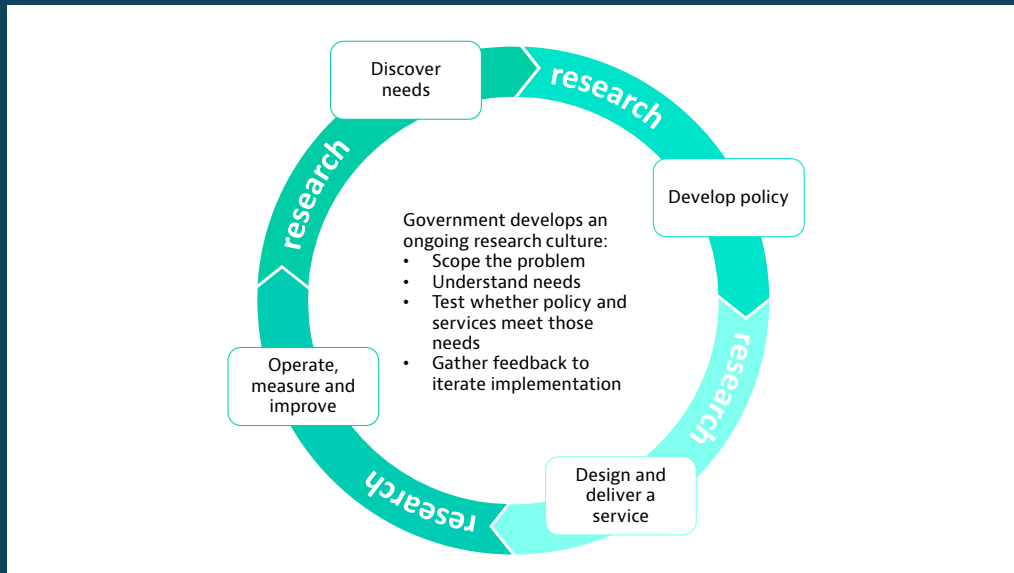 Discover
needs
research
Develop policy
research
Design and
deliver a
service
research
Operate,
measure and
improve
research
Government develops an
ongoing research culture:
• Scope the problem
• Understand needs
• Test whether policy and
services meet those
needs
• Gather feedback to
iterate implementation